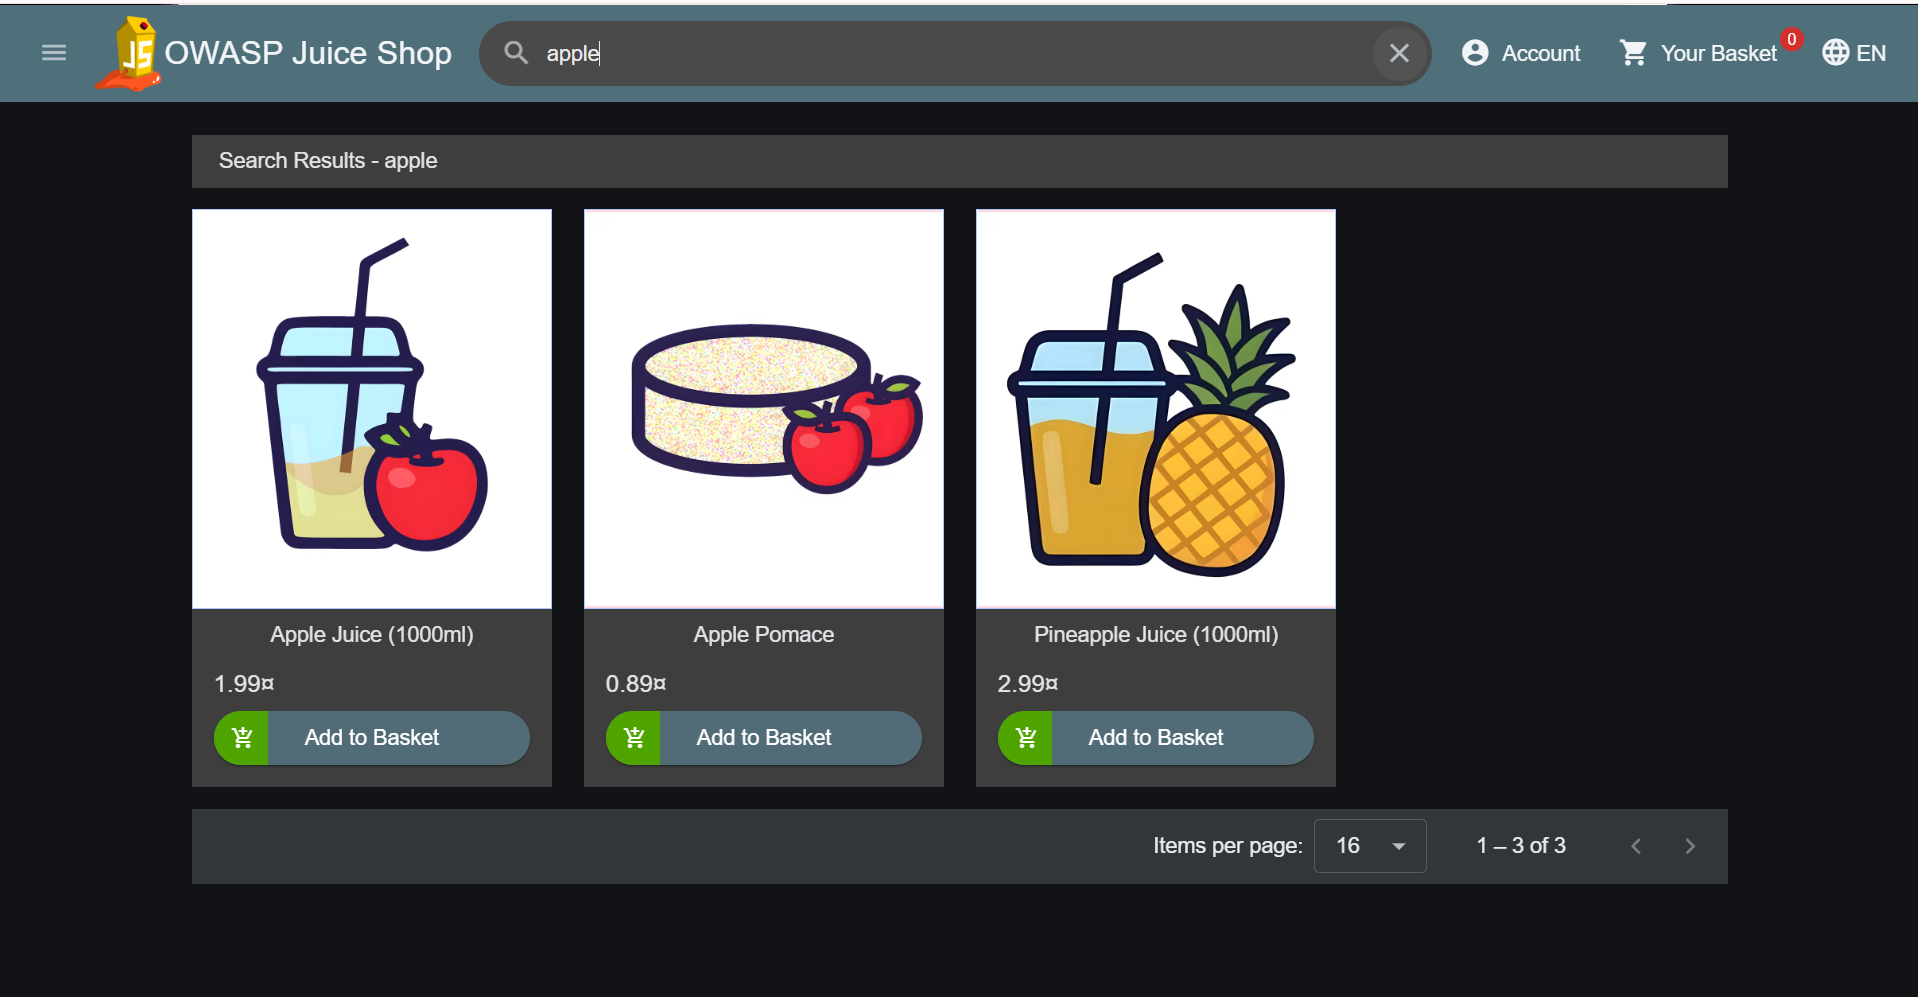 JS OWASP Juice Shop apple Account Your Basket 0 EN
Search Results - apple
Apple Juice (1000ml)
1.99¤
Add to Basket
Apple Pomace
0.89¤
Add to Basket
Pineapple Juice (1000ml)
2.99¤
Add to Basket
Items per page: 16 1 – 3 of 3